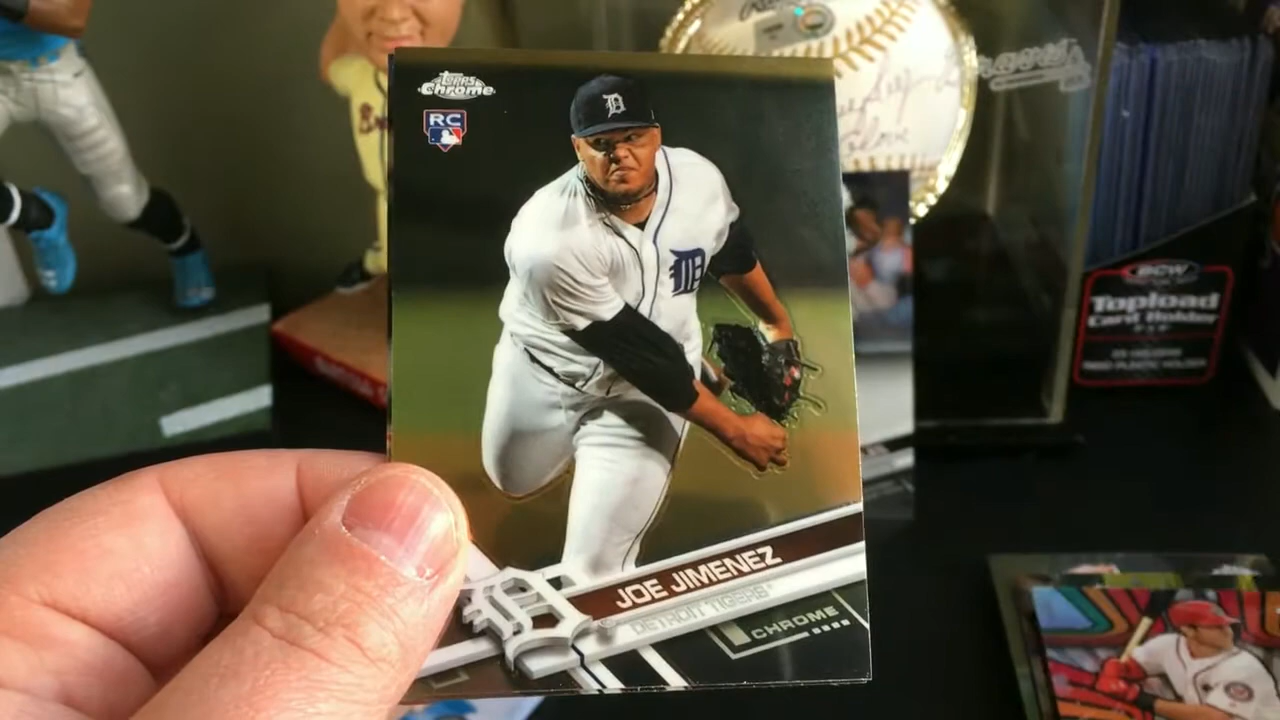 Topps
Chrome
RC
D
D
JOE JIMENEZ
DETROIT TIGERS
CHROME
BCW
Topload
Card Holder